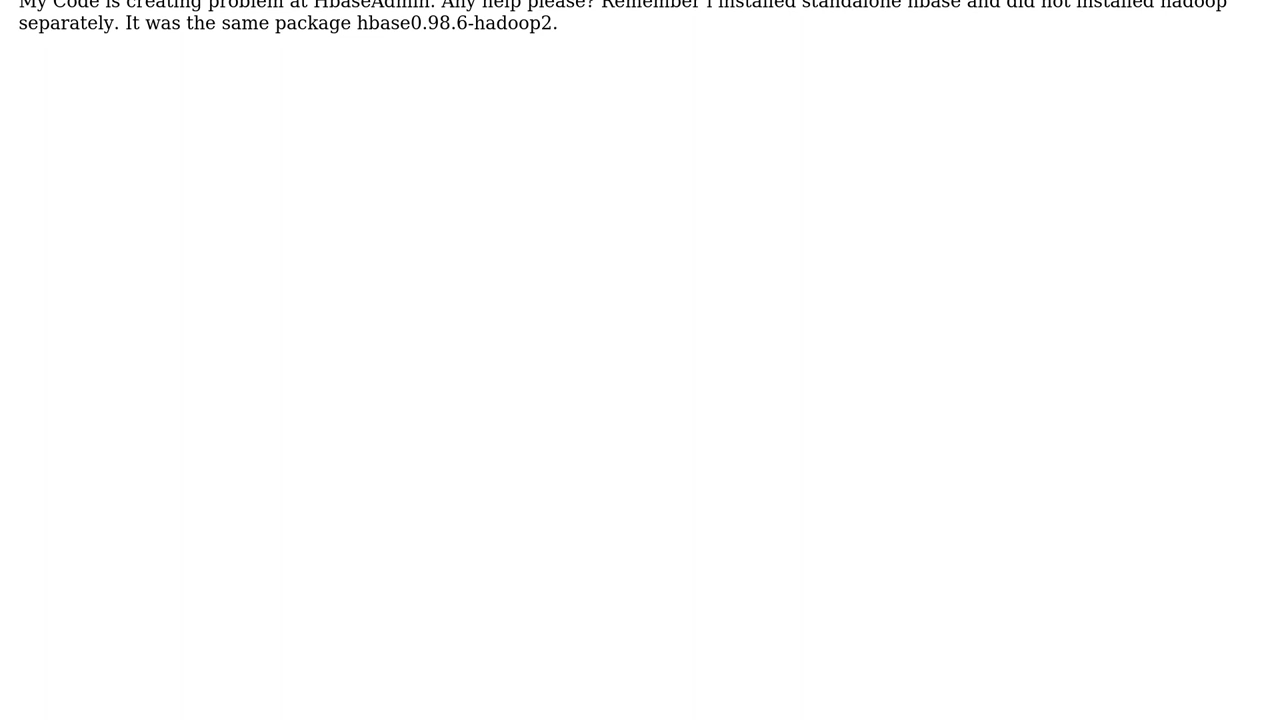 My Code is creating problem at HbaseAdmin. Any help please? Remember i installed standalone hbase and did not installed hadoop
separately. It was the same package hbase0.98.6-hadoop2.